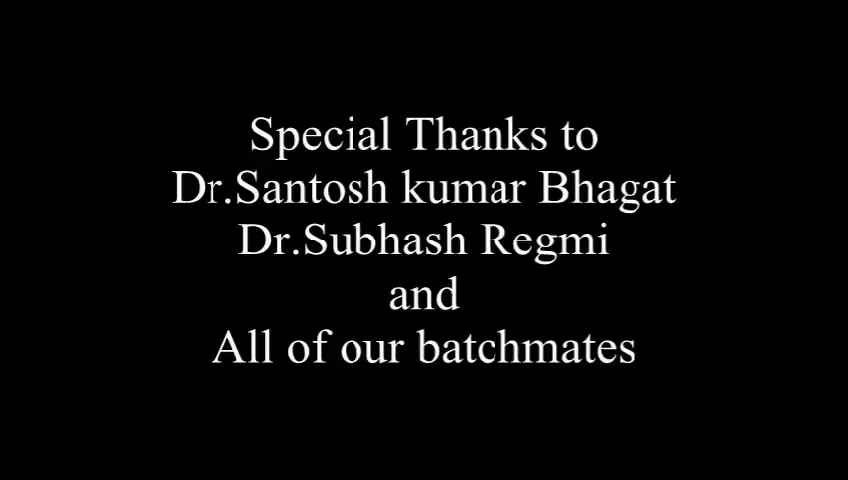 Special Thanks to
Dr.Santosh kumar Bhagat
Dr.Subhash Regmi
and
All of our batchmates